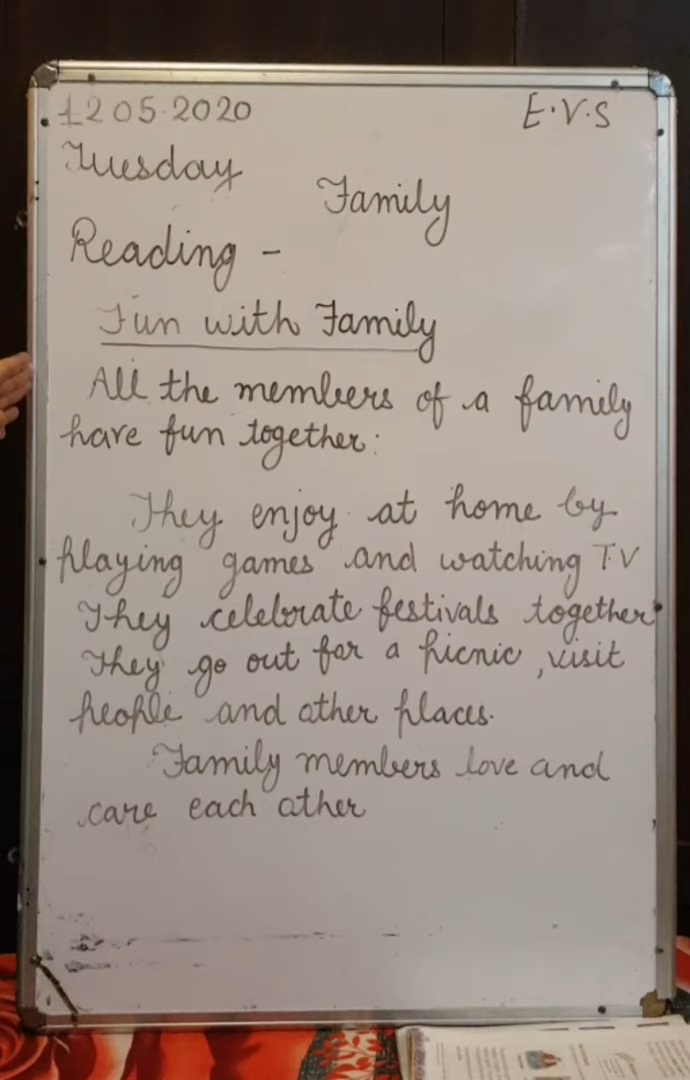 12 05.2020 E.V.S
Tuesday
Family
Reading -
Fun with Family
All the members of a family
have fun together:
They enjoy at home by
playing games and watching TV
They celebrate festivals together
They go out for a picnic, visit
people and other places.
Family members love and
care each other